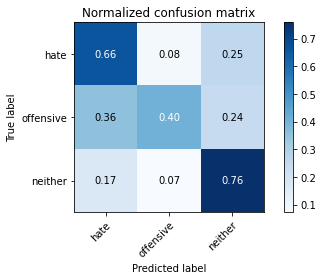 Normalized confusion matrix
True label
hate
0.66 0.08 0.25
offensive
0.36 0.40 0.24
neither
0.17 0.07 0.76
hate
offensive
neither
Predicted label
0.7
0.6
0.5
0.4
0.3
0.2
0.1